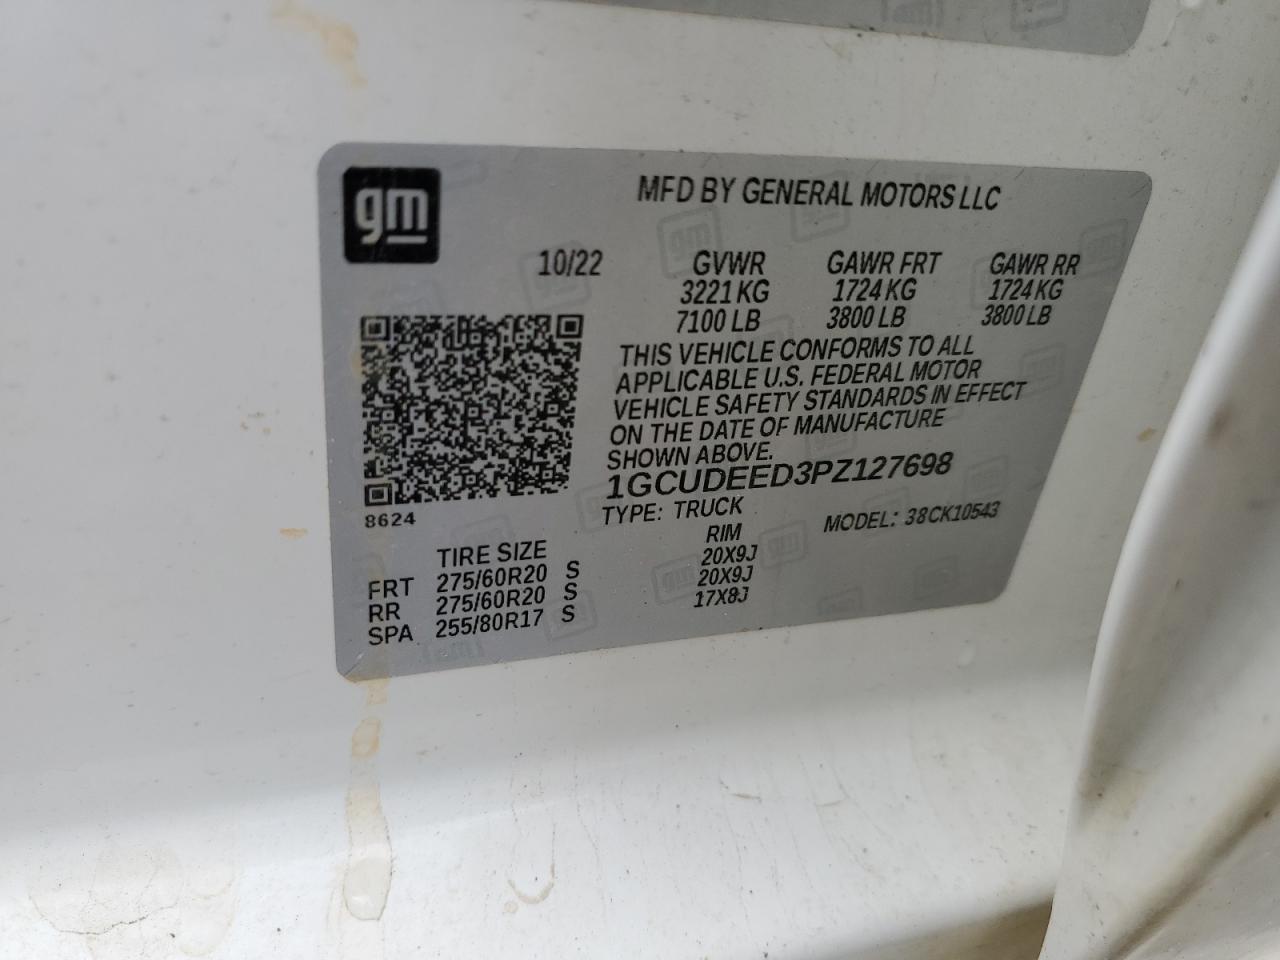 gm
MFD BY GENERAL MOTORS LLC
10/22 GVWR GAWR FRT GAWR RR
3221 KG 1724 KG 1724 KG
7100 LB 3800 LB 3800 LB
THIS VEHICLE CONFORMS TO ALL
APPLICABLE U.S. FEDERAL MOTOR
VEHICLE SAFETY STANDARDS IN EFFECT
ON THE DATE OF MANUFACTURE
SHOWN ABOVE.
1GCUDEED3PZ127698
8624
TYPE: TRUCK MODEL: 38CK10543
TIRE SIZE RIM
FRT 275/60R20 S 20X9J
RR 275/60R20 S 20X9J
SPA 255/80R17 S 17X8J